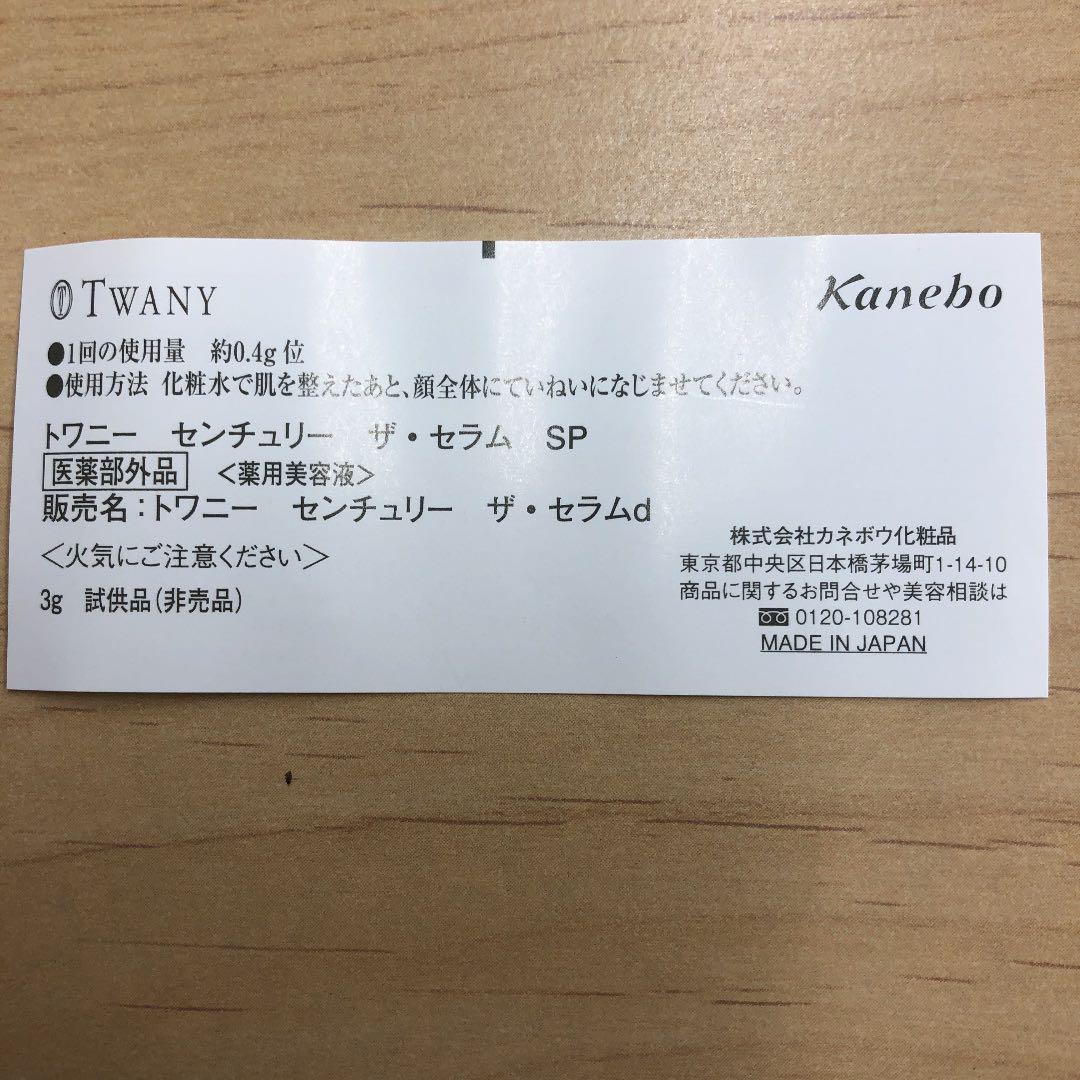 TWANY
Kanebo
●1回の使用量 約0.4g位
●使用方法 化粧水で肌を整えたあと、顔全体にていねいになじませてください。
トワニー センチュリー ザ・セラム SP
医薬部外品 <薬用美容液>
販売名:トワニー センチュリー ザ・セラムd
<火気にご注意ください>
3g 試供品(非売品)
株式会社カネボウ化粧品
東京都中央区日本橋茅場町1-14-10
商品に関するお問合せや美容相談は
0120-108281
MADE IN JAPAN